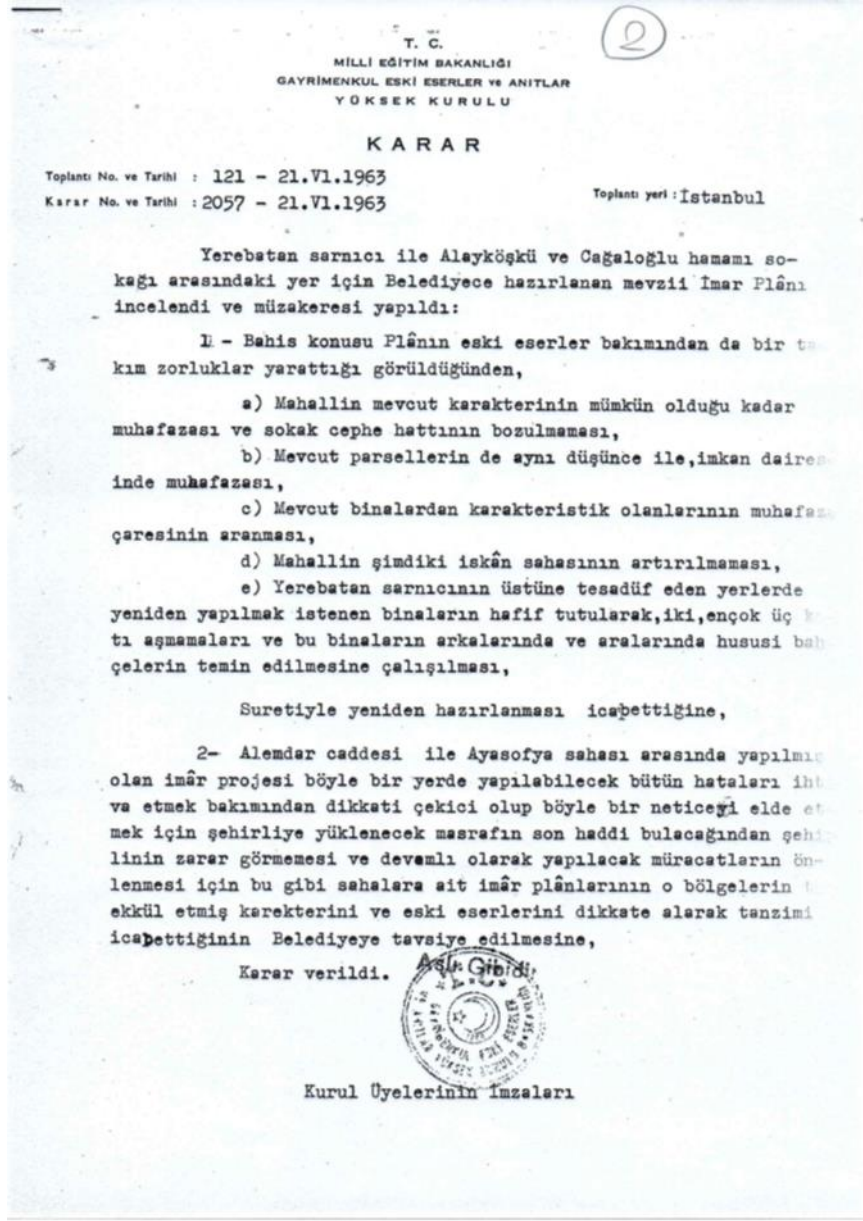 2
T. C.
MİLLİ EĞİTİM BAKANLIĞI
GAYRİMENKUL ESKİ ESERLER ve ANITLAR
YÜKSEK KURULU
KARAR
Toplantı No. ve Tarihi : 121 - 21.VI.1963
Karar No. ve Tarihi : 2057 - 21.VI.1963
Toplantı yeri : İstanbul
Yerebatan sarnıcı ile Alayköşkü ve Cağaloğlu hamamı so-
kağı arasındaki yer için Belediyece hazırlanan mevzii İmar Plânı
incelendi ve müzakeresi yapıldı:
1 - Bahis konusu Plânın eski eserler bakımından da bir ta
kım zorluklar yarattığı görüldüğünden,
a) Mahallin mevcut karakterinin mümkün olduğu kadar
muhafazası ve sokak cephe hattının bozulmaması,
b) Mevcut parsellerin de aynı düşünce ile,imkan daires
inde muhafazası,
c) Mevcut binalardan karakteristik olanlarının muhafaza
çaresinin aranması,
d) Mahallin şimdiki iskân sahasının artırılmaması,
e) Yerebatan sarnıcının üstüne tesadüf eden yerlerde
yeniden yapılmak istenen binaların hafif tutularak,iki,ençok üç
tı aşmamaları ve bu binaların arkalarında ve aralarında hususi bah
çelerin temin edilmesine çalışılması,
Suretiyle yeniden hazırlanması icapettiğine,
2- Alemdar caddesi ile Ayasofya sahası arasında yapılmış
olan imâr projesi böyle bir yerde yapılabilecek bütün hataları iht
va etmek bakımından dikkati çekici olup böyle bir neticeyi elde et
mek için şehirliye yüklenecek masrafın son haddi bulacağından şehi
linin zarar görmemesi ve devamlı olarak yapılacak müracatların ön-
lenmesi için bu gibi sahalara ait imâr plânlarının o bölgelerin
ekkül etmiş karekterini ve eski eserlerini dikkate alarak tanzimi
icapettiğinin Belediyeye tavsiye edilmesine,
Karar verildi.
Aslı Gibidir
T.C.
Kurul Üyelerinin İmzaları